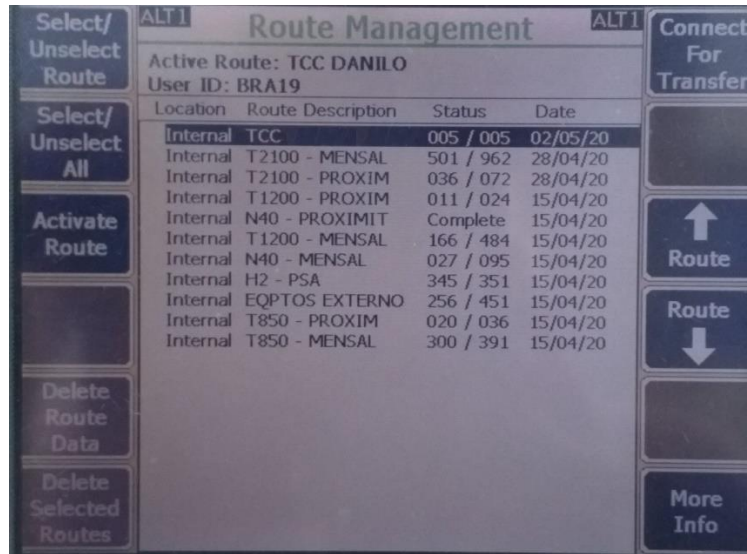 Select/
Unselect
Route
Select/
Unselect
All
Activate
Route
Delete
Route
Data
Delete
Selected
Routes
ALT1 Route Management ALT1
Active Route: TCC DANILO
User ID: BRA19
Location Route Description Status Date
Internal TCC 005 / 005 02/05/20
Internal T2100 - MENSAL 501 / 962 28/04/20
Internal T2100 - PROXIM 036 / 072 28/04/20
Internal T1200 - PROXIM 011 / 024 15/04/20
Internal N40 - PROXIMIT Complete 15/04/20
Internal T1200 - MENSAL 166 / 484 15/04/20
Internal N40 - MENSAL 027 / 095 15/04/20
Internal H2 - PSA 345 / 351 15/04/20
Internal EQPTOS EXTERNO 256 / 451 15/04/20
Internal T850 - PROXIM 020 / 036 15/04/20
Internal T850 - MENSAL 300 / 391 15/04/20
Connect
For
Transfer
Route
Route
More
Info